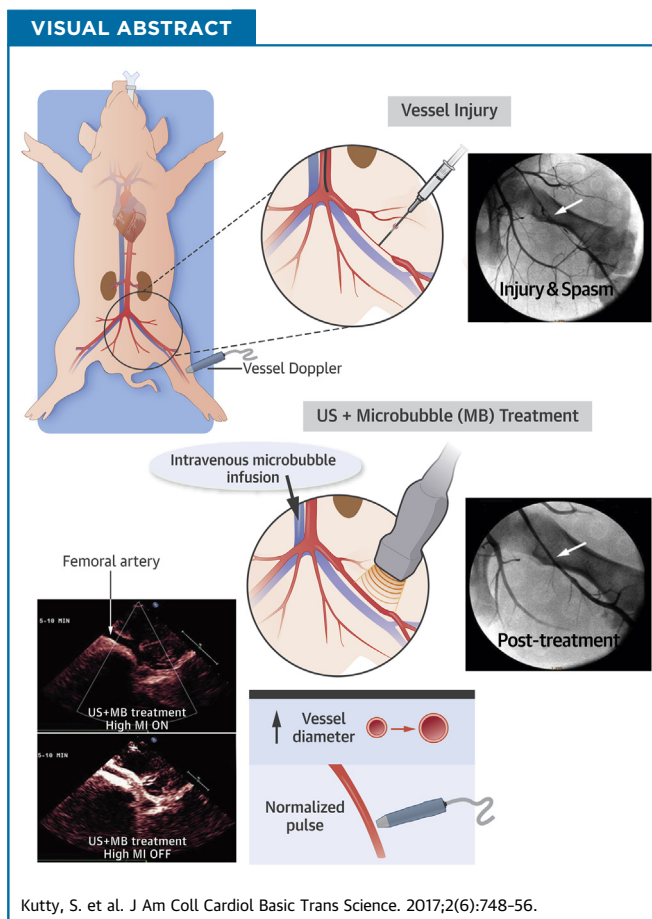 VISUAL ABSTRACT
Vessel Injury
Injury & Spasm
Vessel Doppler
US + Microbubble (MB) Treatment
Intravenous microbubble
infusion
Femoral artery
5-10 MIN
US+MB treatment
High MI ON
5-10 MIN
US+MB treatment
High MI OFF
Post-treatment
Vessel
diameter
Normalized
pulse
Kutty, S. et al. J Am Coll Cardiol Basic Trans Science. 2017;2(6):748-56.